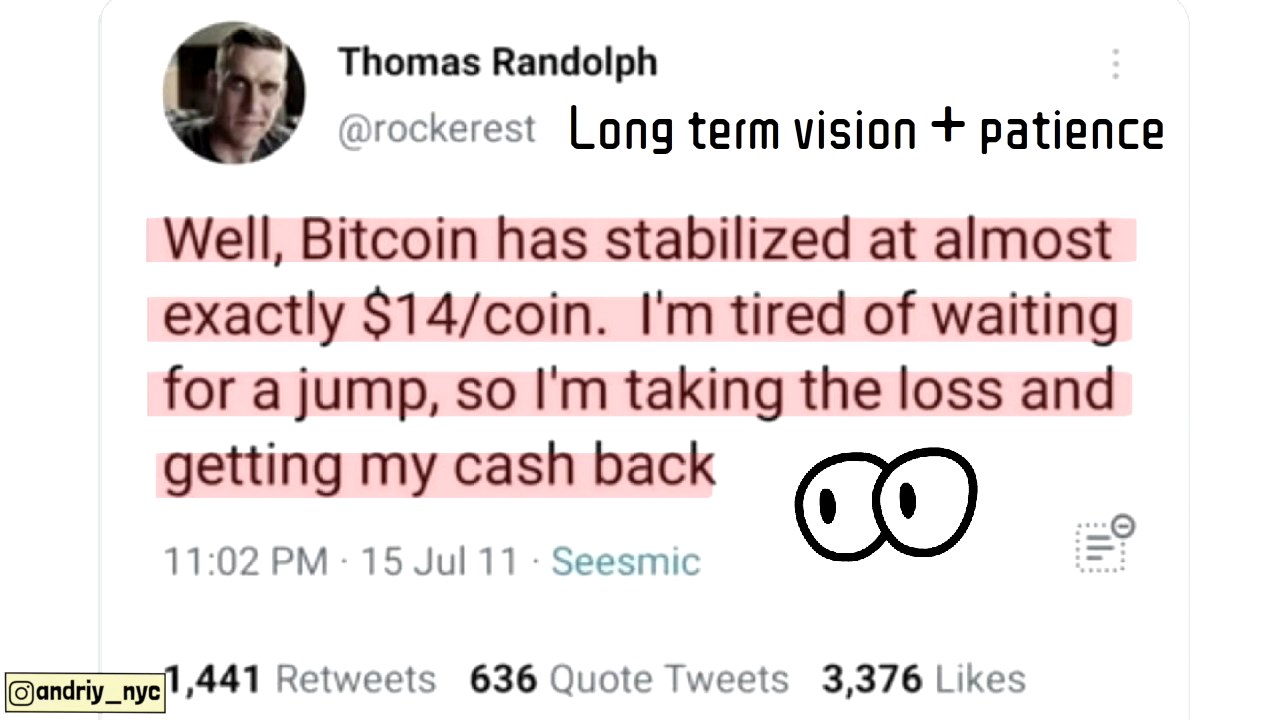 Thomas Randolph
@rockerest
Long term vision + patience
Well, Bitcoin has stabilized at almost
exactly $14/coin. I'm tired of waiting
for a jump, so I'm taking the loss and
getting my cash back
11:02 PM · 15 Jul 11 · Seesmic
1,441 Retweets 636 Quote Tweets 3,376 Likes
andriy_nyc